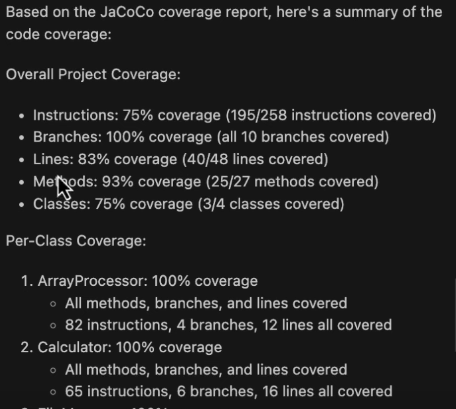 Based on the JaCoCo coverage report, here's a summary of the
code coverage:
Overall Project Coverage:
• Instructions: 75% coverage (195/258 instructions covered)
• Branches: 100% coverage (all 10 branches covered)
• Lines: 83% coverage (40/48 lines covered)
• Methods: 93% coverage (25/27 methods covered)
• Classes: 75% coverage (3/4 classes covered)
Per-Class Coverage:
1. ArrayProcessor: 100% coverage
◦ All methods, branches, and lines covered
◦ 82 instructions, 4 branches, 12 lines all covered
2. Calculator: 100% coverage
◦ All methods, branches, and lines covered
◦ 65 instructions, 6 branches, 16 lines all covered